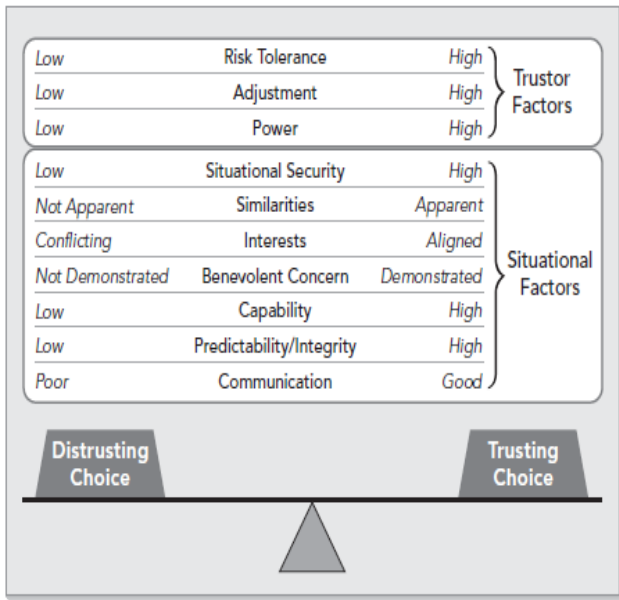 Low Risk Tolerance High
Low Adjustment High
Low Power High
Trustor
Factors
Low Situational Security High
Not Apparent Similarities Apparent
Conflicting Interests Aligned
Not Demonstrated Benevolent Concern Demonstrated
Low Capability High
Low Predictability/Integrity High
Poor Communication Good
Situational
Factors
Distrusting
Choice
Trusting
Choice